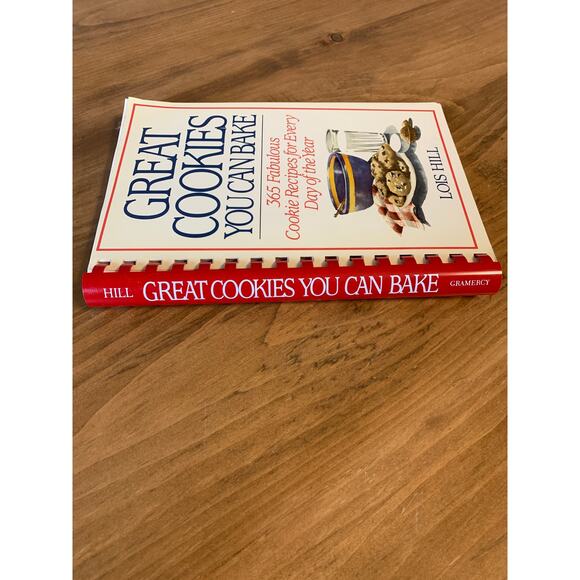 GREAT
COOKIES
YOU CAN BAKE
365 Fabulous
Cookie Recipes for Every
Day of the Year
LOIS HILL
HILL GREAT COOKIES YOU CAN BAKE GRAMERCY